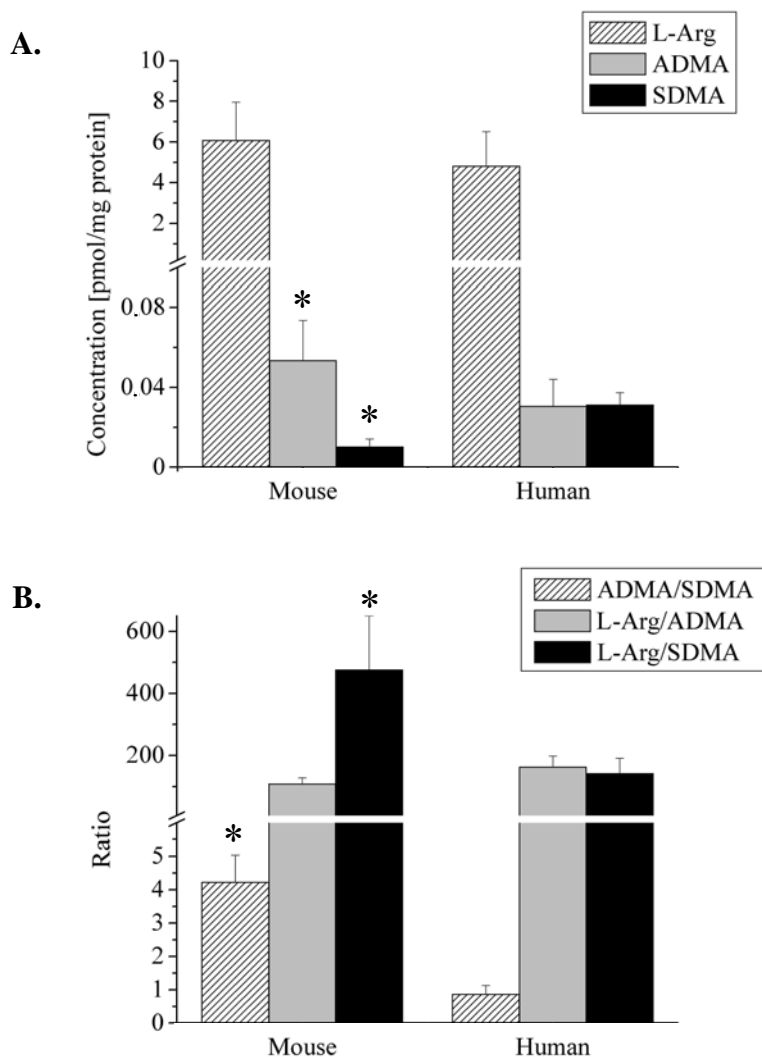 A.
L-Arg
ADMA
SDMA
Concentration [pmol/mg protein]
10
8
6
4
2
0.08
0.04
0
*
*
Mouse
Human
B.
ADMA/SDMA
L-Arg/ADMA
L-Arg/SDMA
Ratio
600
400
200
5
4
3
2
1
0
*
*
Mouse
Human